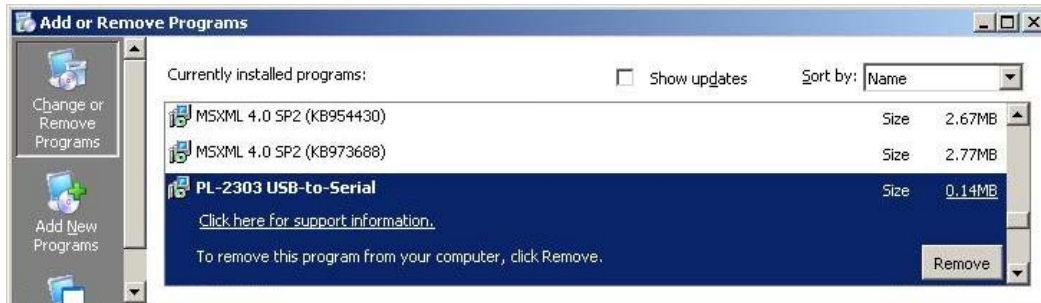 Add or Remove Programs
Change or
Remove
Programs
Add New
Programs
Currently installed programs:
Show updates
Sort by: Name
MSXML 4.0 SP2 (KB954430) Size 2.67MB
MSXML 4.0 SP2 (KB973688) Size 2.77MB
PL-2303 USB-to-Serial Size 0.14MB
Click here for support information.
To remove this program from your computer, click Remove.
Remove